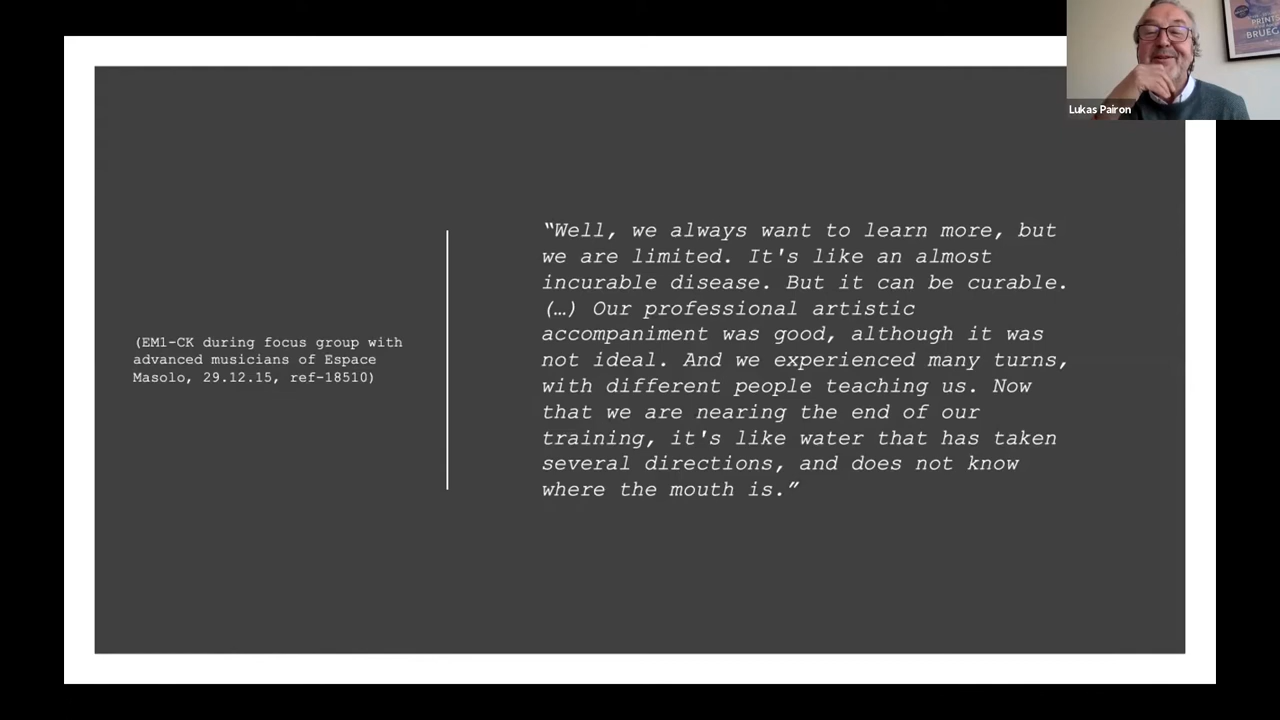 PRINTS
BRUEG
Lukas Pairon
(EM1-CK during focus group with
advanced musicians of Espace
Masolo, 29.12.15, ref-18510)
“Well, we always want to learn more, but
we are limited. It's like an almost
incurable disease. But it can be curable.
(…) Our professional artistic
accompaniment was good, although it was
not ideal. And we experienced many turns,
with different people teaching us. Now
that we are nearing the end of our
training, it's like water that has taken
several directions, and does not know
where the mouth is.”